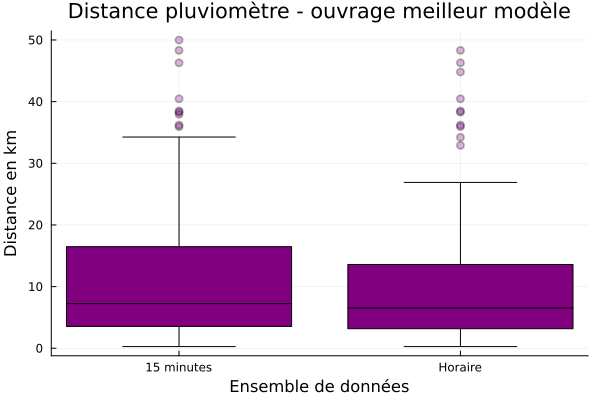 Distance pluviomètre - ouvrage meilleur modèle
50
40
30
20
10
0
Distance en km
15 minutes
Horaire
Ensemble de données